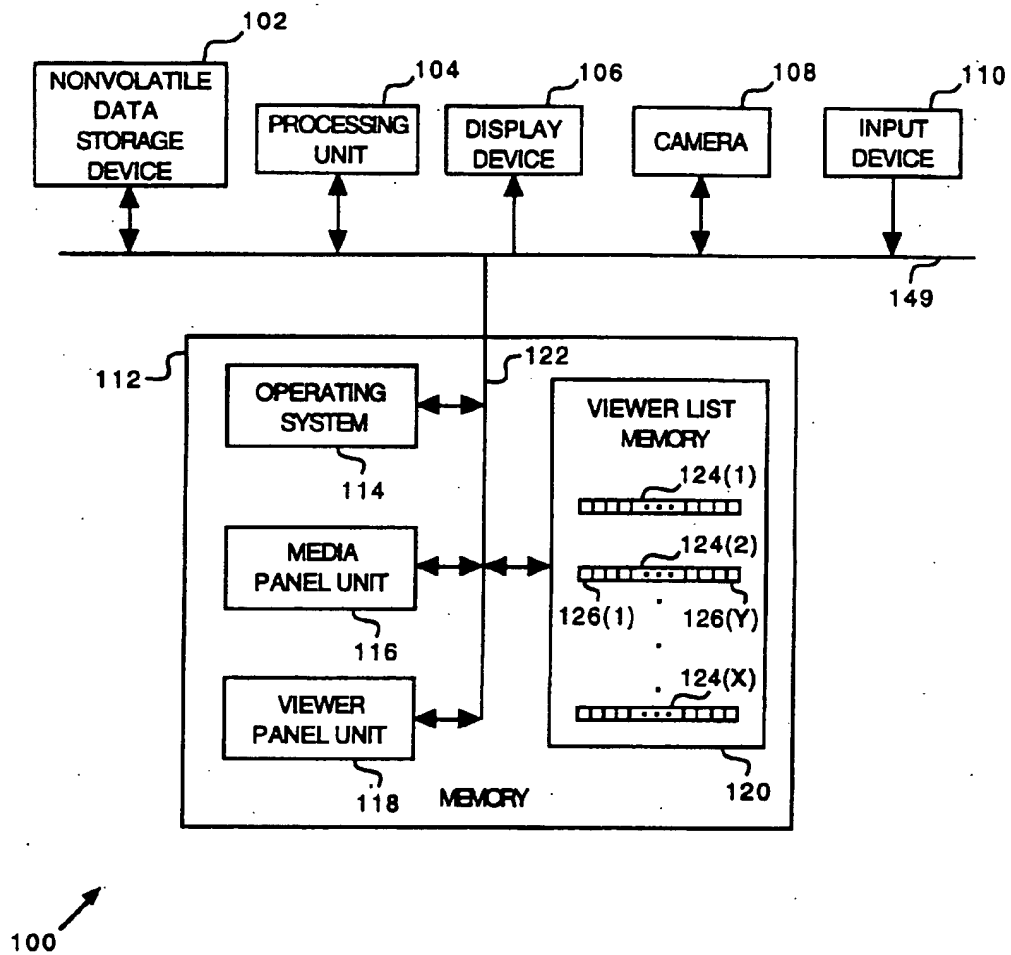 102
NONVOLATILE
DATA
STORAGE
DEVICE
104
PROCESSING
UNIT
106
DISPLAY
DEVICE
108
CAMERA
110
INPUT
DEVICE
149
112
122
OPERATING
SYSTEM
114
MEDIA
PANEL UNIT
116
VIEWER
PANEL UNIT
118
VIEWER LIST
MEMORY
124(1)
124(2)
126(1)
126(Y)
124(X)
120
MEMORY
100